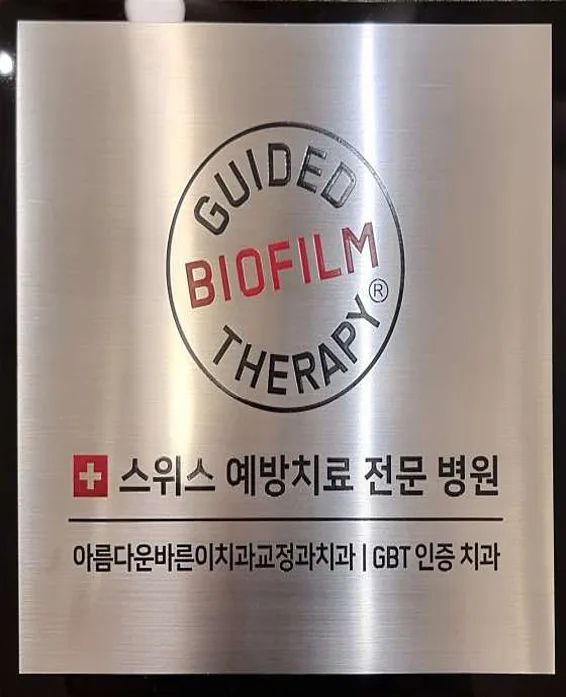 GUIDED
BIOFILM
THERAPY®
스위스 예방치료 전문 병원
아름다운바른이치과교정과치과 | GBT 인증 치과